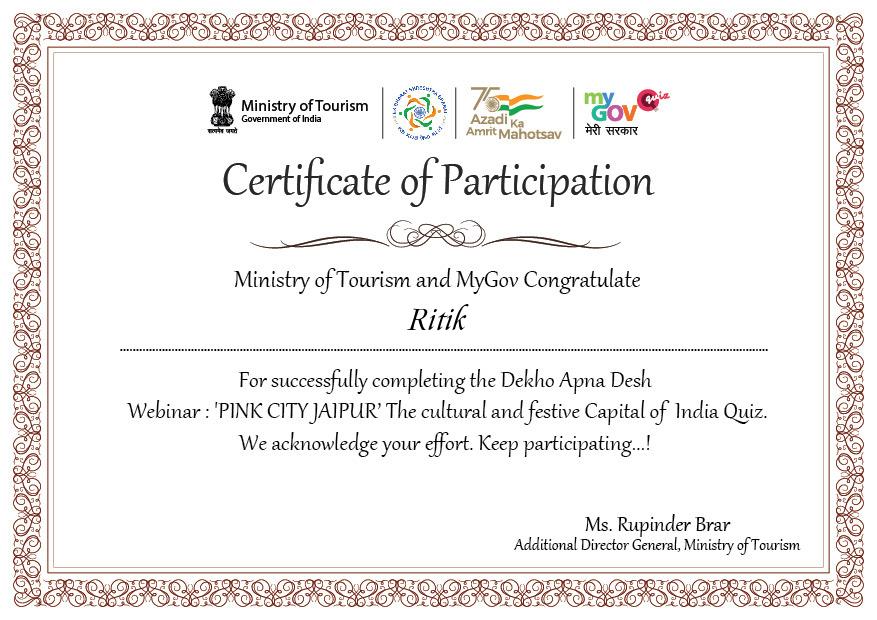 Ministry of Tourism
Government of India
सत्यमेव जयते
75
Azadi Ka
Amrit Mahotsav
my
GOV
quiz
मेरी सरकार
Certificate of Participation
Ministry of Tourism and MyGov Congratulate
Ritik
For successfully completing the Dekho Apna Desh
Webinar : 'PINK CITY JAIPUR’ The cultural and festive Capital of India Quiz.
We acknowledge your effort. Keep participating...!
Ms. Rupinder Brar
Additional Director General, Ministry of Tourism